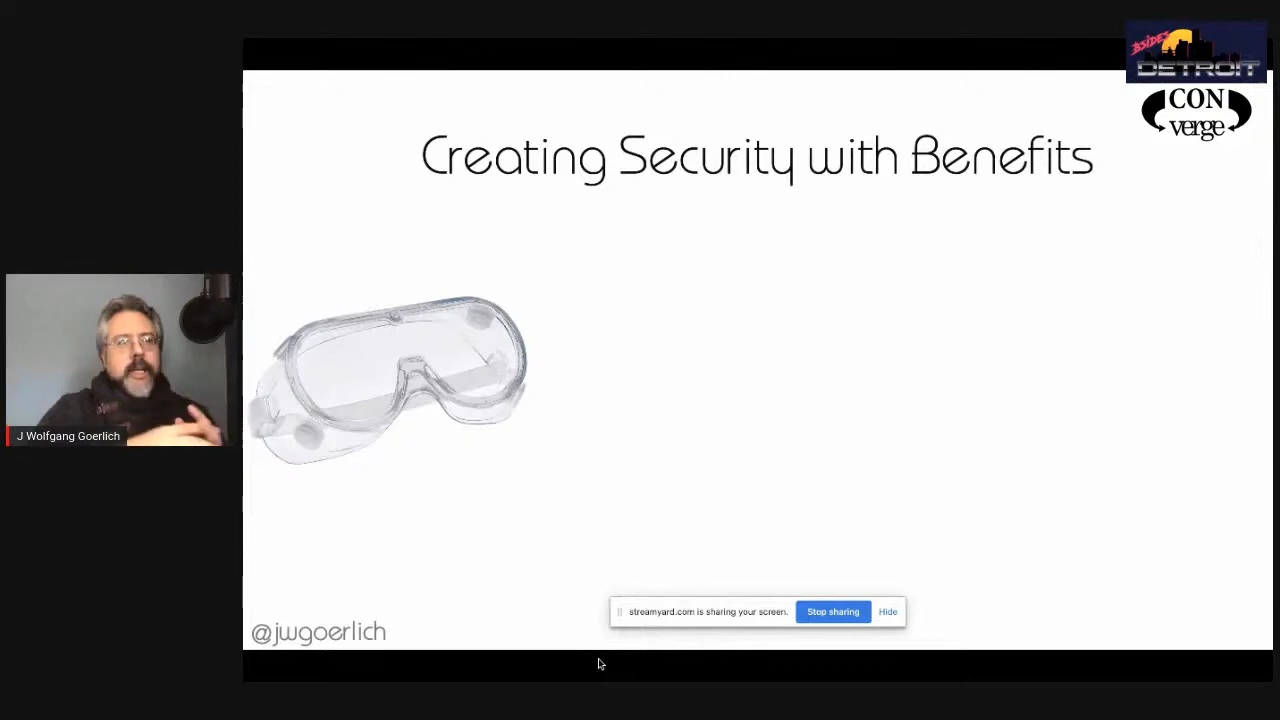 BSIDES
DETROIT
CON
verge
Creating Security with Benefits
J Wolfgang Goerlich
streamyard.com is sharing your screen.
Stop sharing
Hide
@jwgoerlich